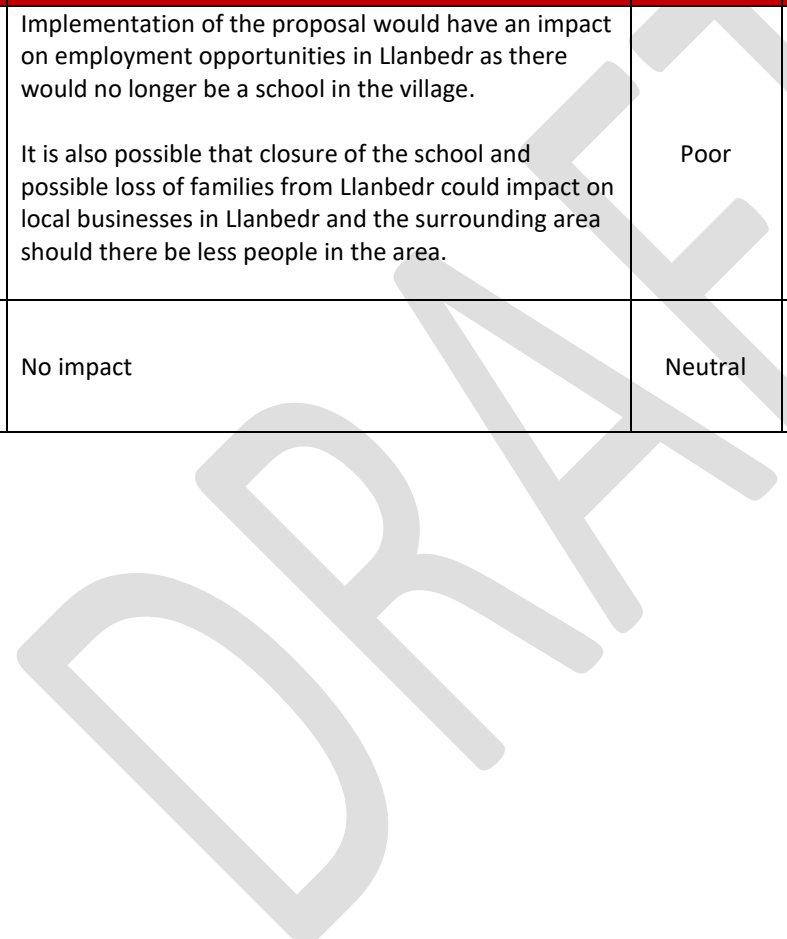 Implementation of the proposal would have an impact
on employment opportunities in Llanbedr as there
would no longer be a school in the village.
It is also possible that closure of the school and
possible loss of families from Llanbedr could impact on
local businesses in Llanbedr and the surrounding area
should there be less people in the area.
Poor
No impact
Neutral
DRAF